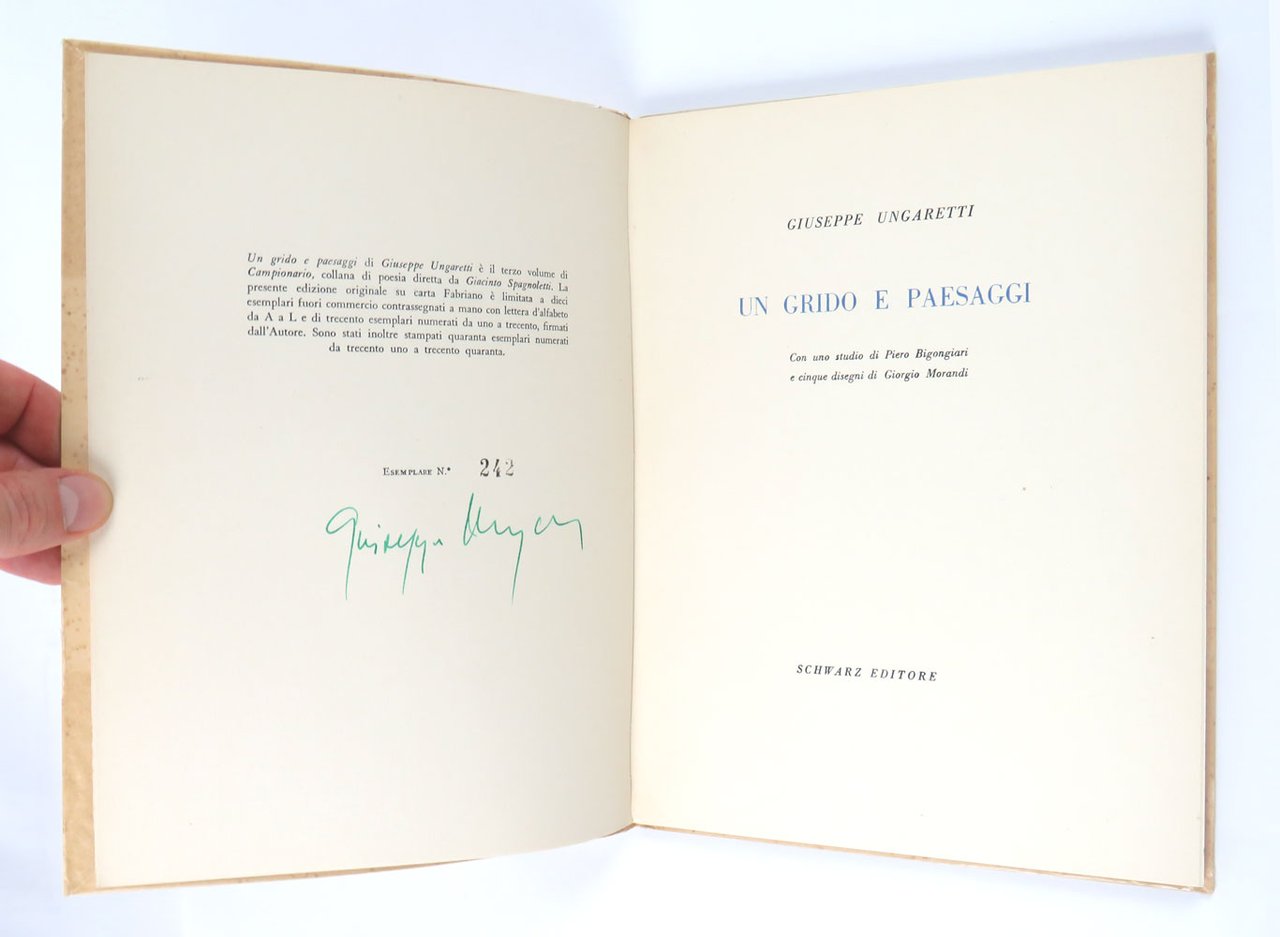 Un grido e paesaggi di Giuseppe Ungaretti è il terzo volume di
Campionario, collana di poesia diretta da Giacinto Spagnoletti. La
presente edizione originale su carta Fabriano è limitata a dieci
esemplari fuori commercio contrassegnati a mano con lettera d'alfabeto
da A a L e di trecento esemplari numerati da uno a trecento, firmati
dall'Autore. Sono stati inoltre stampati quaranta esemplari numerati
da trecento uno a trecento quaranta.
Esemplare N.° 242
Giuseppe Ungaretti
GIUSEPPE UNGARETTI
UN GRIDO E PAESAGGI
Con uno studio di Piero Bigongiari
e cinque disegni di Giorgio Morandi
SCHWARZ EDITORE